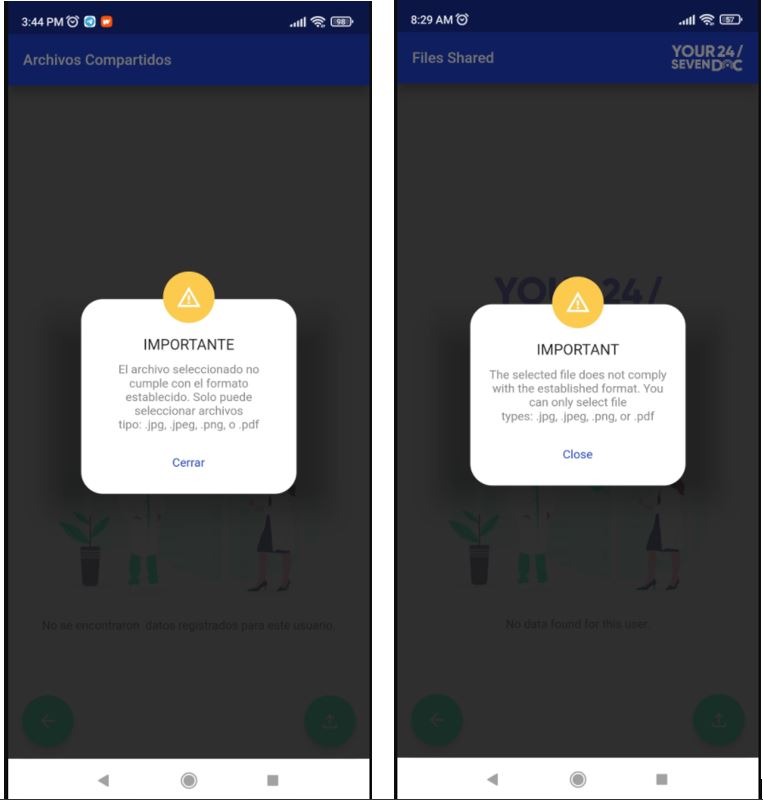 3:44 PM
98
Archivos Compartidos
IMPORTANTE
El archivo seleccionado no
cumple con el formato
establecido. Solo puede
seleccionar archivos
tipo: .jpg, .jpeg, .png, o .pdf
Cerrar
No se encontraron datos registrados para este usuario.
8:29 AM
57
Files Shared
YOUR 24/
SEVEN DOC
YOUR 24/
IMPORTANT
The selected file does not comply
with the established format. You
can only select file
types: .jpg, .jpeg, .png, or .pdf
Close
No data found for this user.